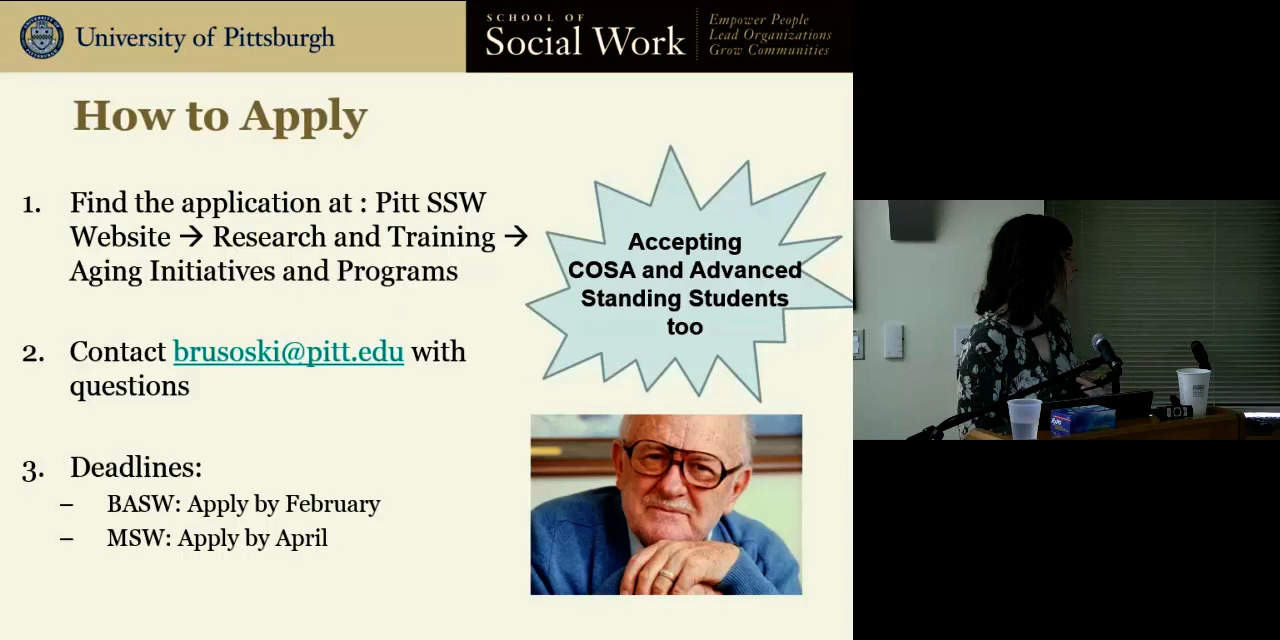 University of Pittsburgh
SCHOOL OF
Social Work
Empower People
Lead Organizations
Grow Communities
How to Apply
1. Find the application at : Pitt SSW
Website → Research and Training →
Aging Initiatives and Programs
2. Contact brusoski@pitt.edu with
questions
3. Deadlines:
– BASW: Apply by February
– MSW: Apply by April
Accepting
COSA and Advanced
Standing Students
too